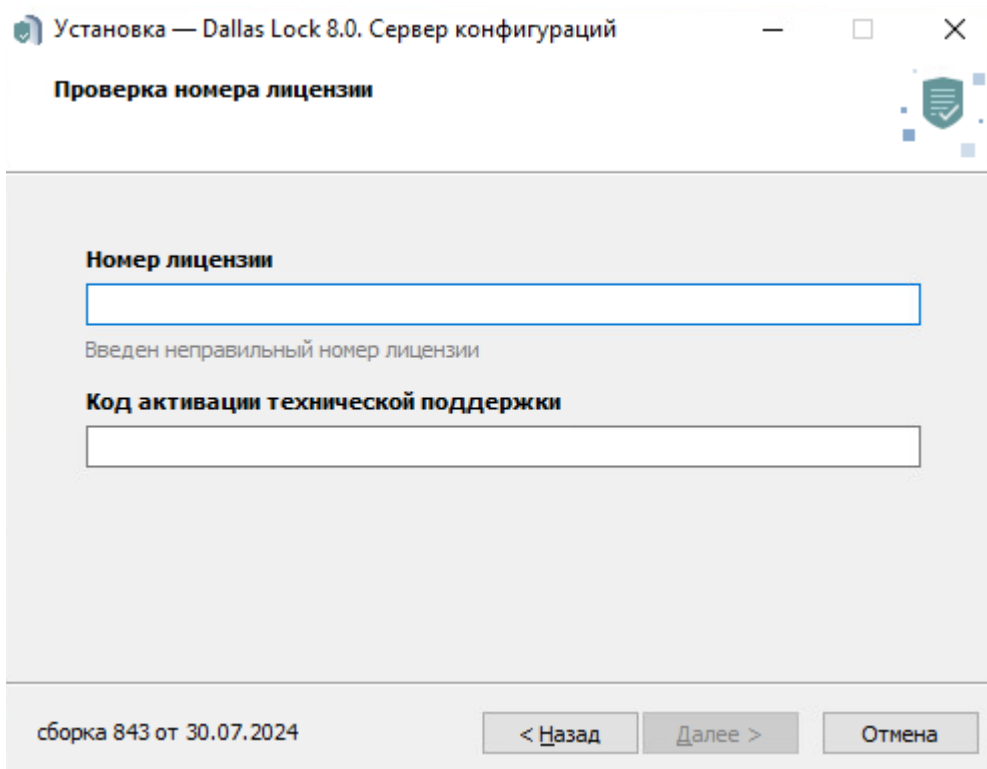 Установка — Dallas Lock 8.0. Сервер конфигураций
Проверка номера лицензии
Номер лицензии
Введен неправильный номер лицензии
Код активации технической поддержки
сборка 843 от 30.07.2024
< Назад
Далее >
Отмена